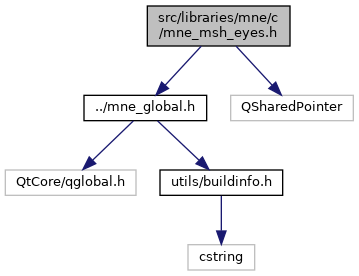 src/libraries/mne/c
/mne_msh_eyes.h
../mne_global.h
QSharedPointer
QtCore/qglobal.h
utils/buildinfo.h
cstring